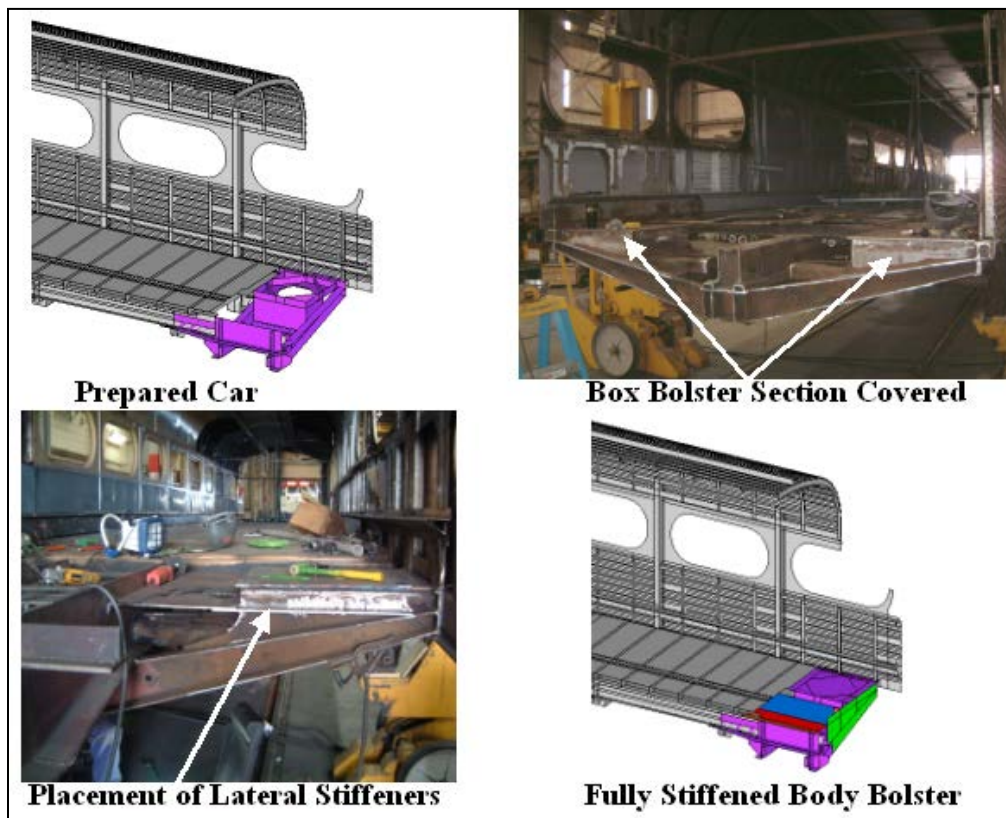 Prepared Car
Box Bolster Section Covered
Placement of Lateral Stiffeners
Fully Stiffened Body Bolster